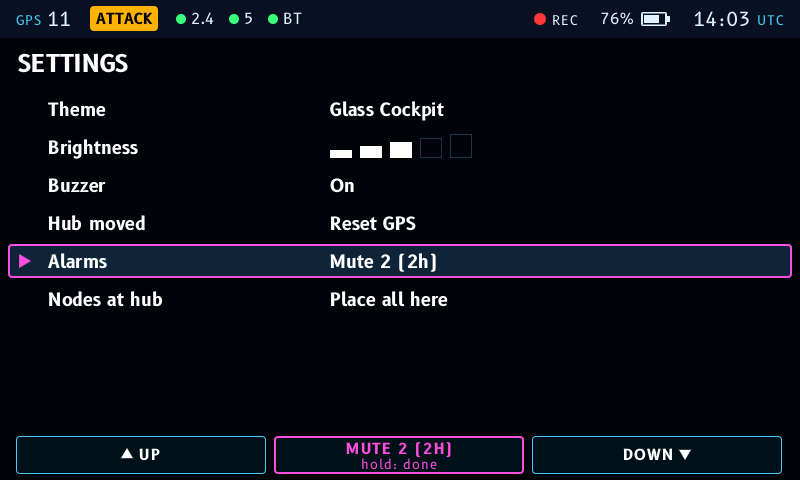 GPS 11 ATTACK 2.4 5 BT REC 76% 14:03 UTC
SETTINGS
Theme Glass Cockpit
Brightness
Buzzer On
Hub moved Reset GPS
▶ Alarms Mute 2 (2h)
Nodes at hub Place all here
▲ UP MUTE 2 (2H) DOWN ▼
hold: done